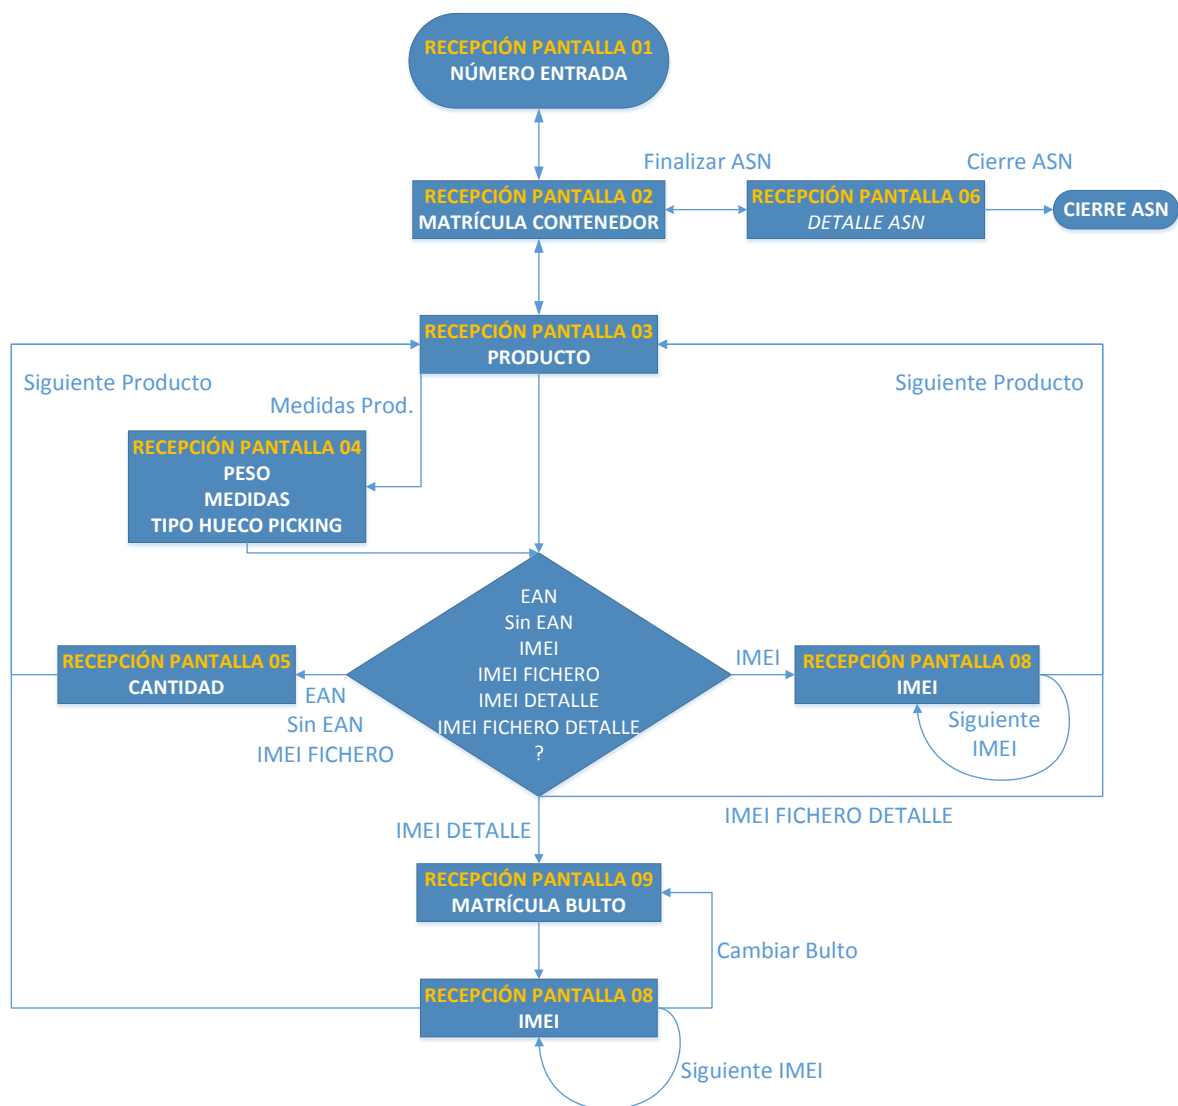 RECEPCIÓN PANTALLA 01
NÚMERO ENTRADA
Finalizar ASN
Cierre ASN
RECEPCIÓN PANTALLA 02
MATRÍCULA CONTENEDOR
RECEPCIÓN PANTALLA 06
DETALLE ASN
CIERRE ASN
RECEPCIÓN PANTALLA 03
PRODUCTO
Siguiente Producto
Siguiente Producto
Medidas Prod.
RECEPCIÓN PANTALLA 04
PESO
MEDIDAS
TIPO HUECO PICKING
EAN
Sin EAN
IMEI
IMEI FICHERO
IMEI DETALLE
IMEI FICHERO DETALLE
?
RECEPCIÓN PANTALLA 05
CANTIDAD
EAN
Sin EAN
IMEI FICHERO
IMEI
RECEPCIÓN PANTALLA 08
IMEI
Siguiente
IMEI
IMEI DETALLE
IMEI FICHERO DETALLE
RECEPCIÓN PANTALLA 09
MATRÍCULA BULTO
Cambiar Bulto
RECEPCIÓN PANTALLA 08
IMEI
Siguiente IMEI